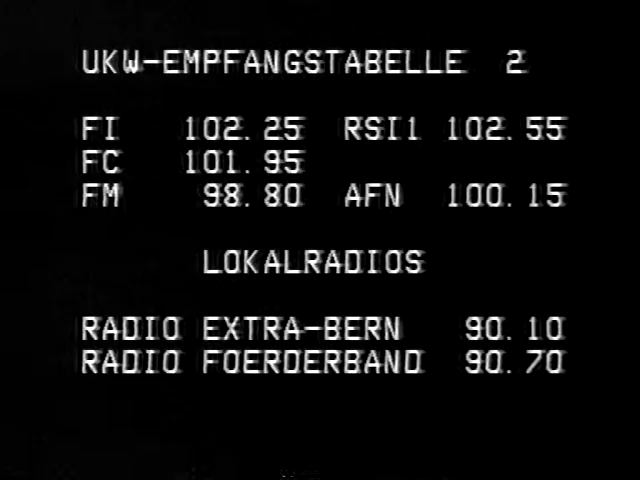 UKW-EMPFANGSTABELLE 2
FI 102.25 RSI1 102.55
FC 101.95
FM 98.80 AFN 100.15
LOKALRADIOS
RADIO EXTRA-BERN 90.10
RADIO FOERDERBAND 90.70